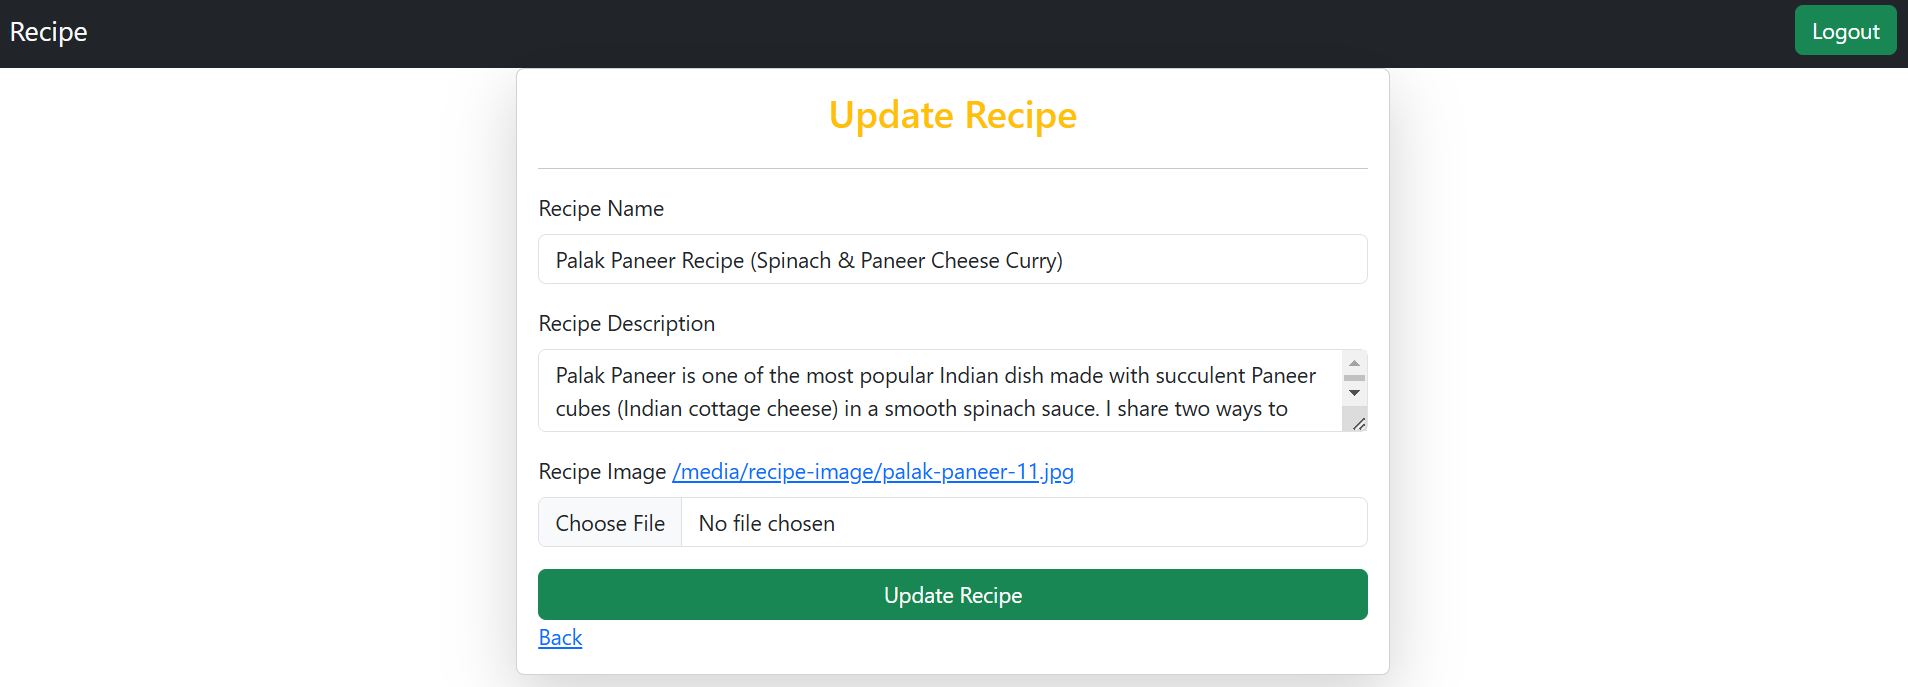 Recipe
Logout
Update Recipe
Recipe Name
Palak Paneer Recipe (Spinach & Paneer Cheese Curry)
Recipe Description
Palak Paneer is one of the most popular Indian dish made with succulent Paneer
cubes (Indian cottage cheese) in a smooth spinach sauce. I share two ways to
Recipe Image /media/recipe-image/palak-paneer-11.jpg
Choose File No file chosen
Update Recipe
Back